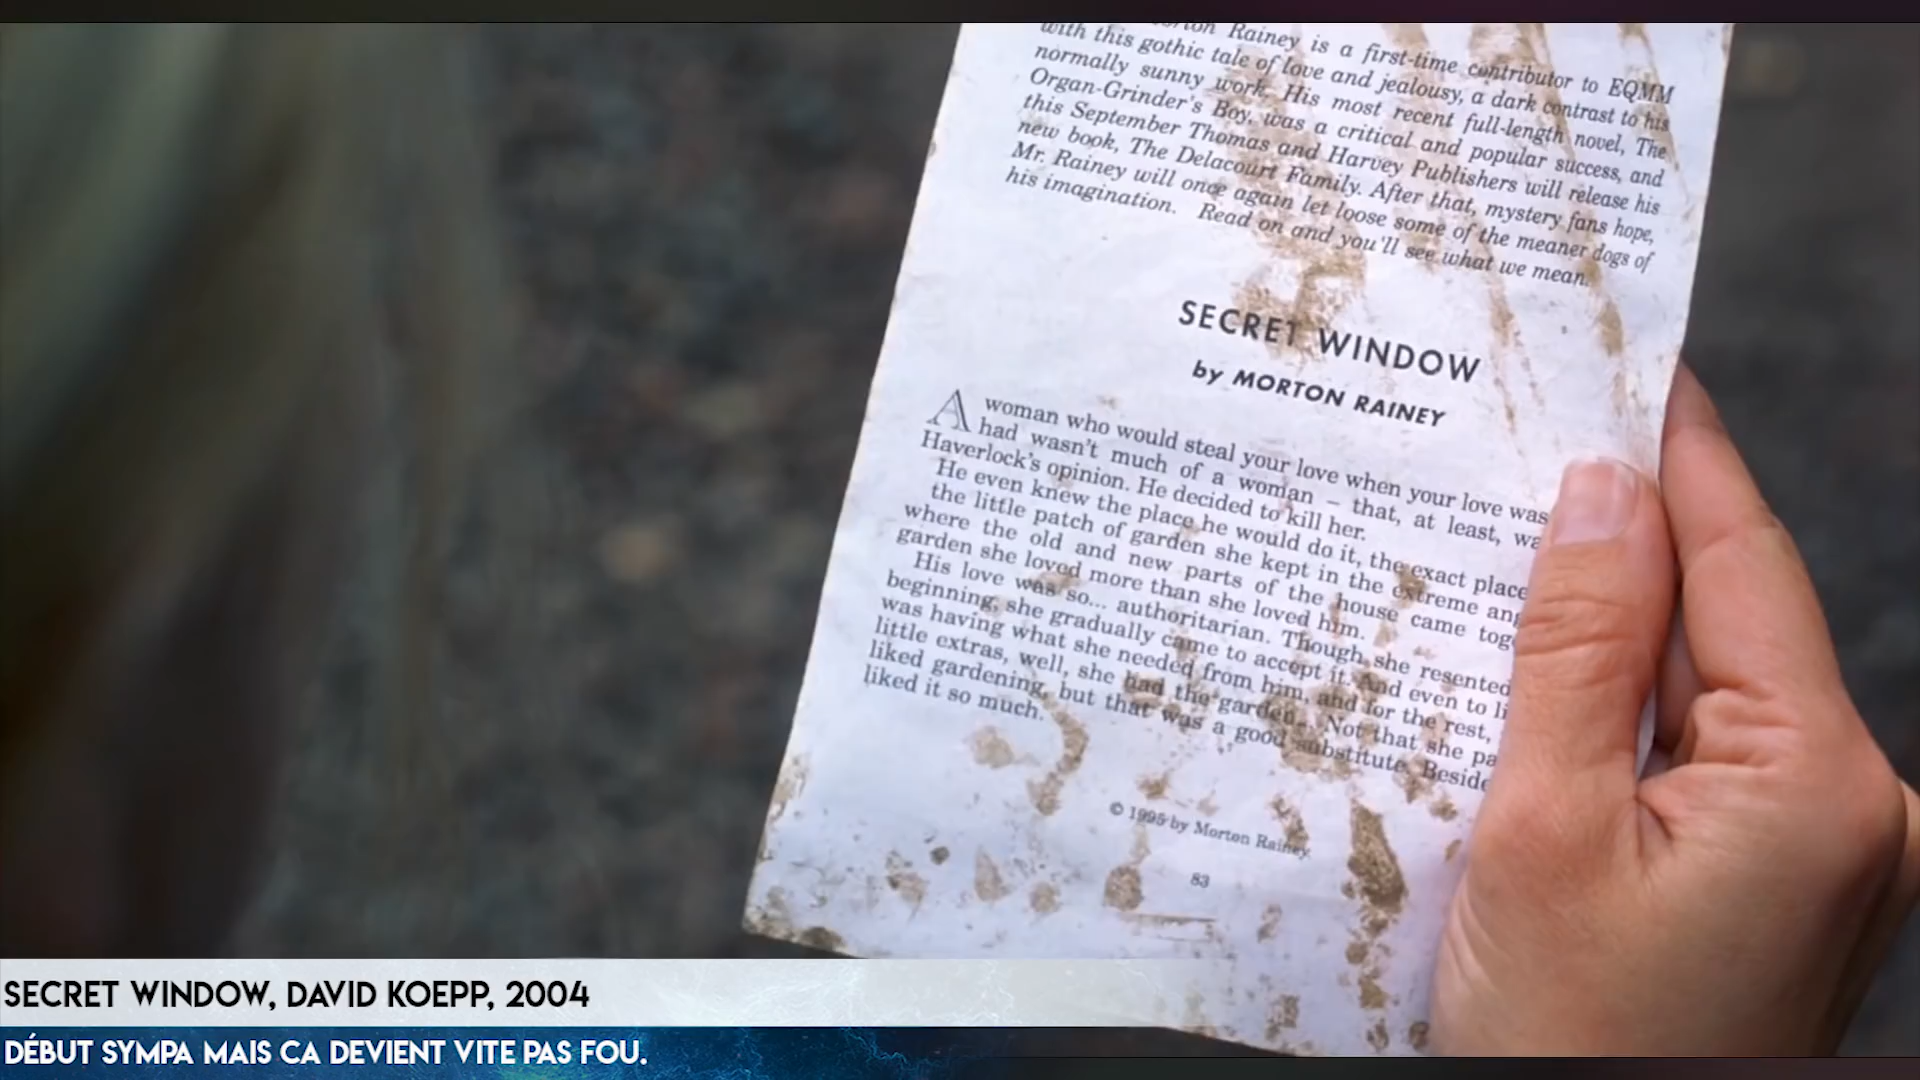 Rainey is a first-time contributor to EQMM
with this gothic tale of love and jealousy, a dark contrast to his
normally sunny work. His most recent full-length novel, The
Organ-Grinder's Boy, was a critical and popular success, and
this September Thomas and Harvey Publishers will release his
new book, The Delacourt Family. After that, mystery fans hope,
Mr. Rainey will once again let loose some of the meaner dogs of
his imagination. Read on and you'll see what we mean.
SECRET WINDOW
by MORTON RAINEY
A woman who would steal your love when your love was
had wasn't much of a woman – that, at least, wa
Haverlock's opinion. He decided to kill her.
He even knew the place he would do it, the exact place
the little patch of garden she kept in the extreme ang
where the old and new parts of the house came tog
garden she loved more than she loved him.
His love was so... authoritarian. Though she resented
beginning, she gradually came to accept it. And even to li
was having what she needed from him, and for the rest,
little extras, well, she had the garden. Not that she pa
liked gardening, but that was a good substitute. Beside
liked it so much.
© 1995 by Morton Rainey
83
SECRET WINDOW, DAVID KOEPP, 2004
DÉBUT SYMPA MAIS CA DEVIENT VITE PAS FOU.